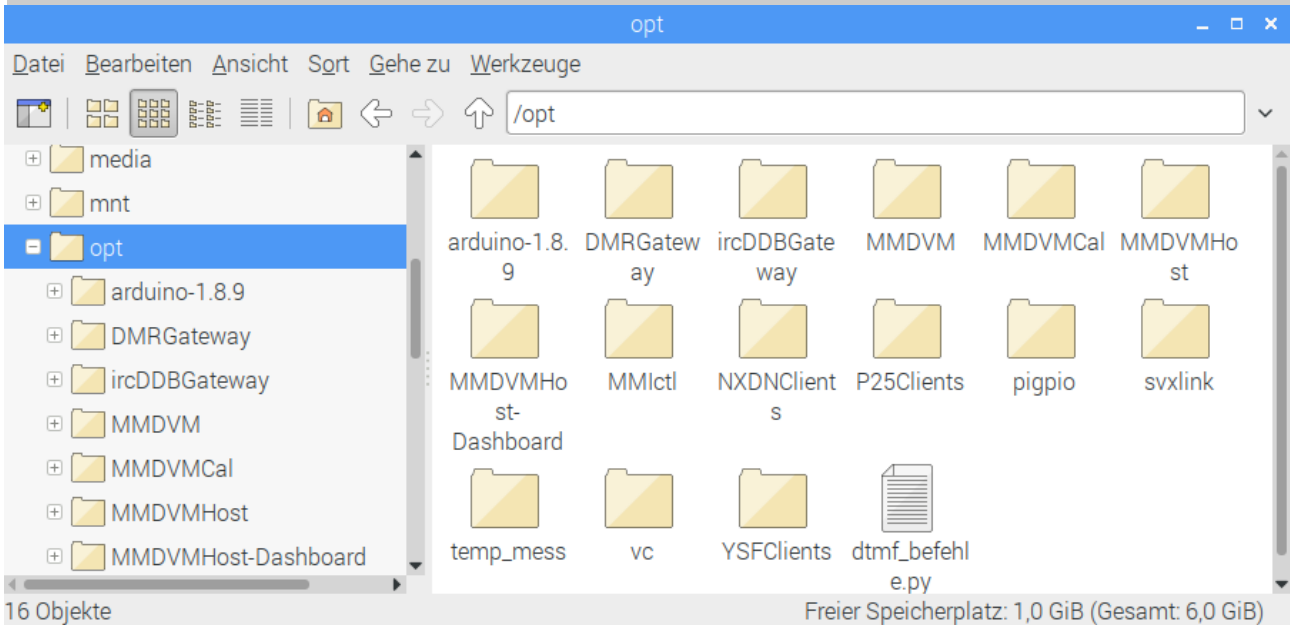 opt
Datei Bearbeiten Ansicht Sort Gehe zu Werkzeuge
/opt
media
mnt
opt
arduino-1.8.9
DMRGateway
ircDDBGateway
MMDVM
MMDVMCal
MMDVMHost
MMDVMHost-Dashboard
arduino-1.8.
9
DMRGatew
ay
ircDDBGate
way
MMDVM
MMDVMCal
MMDVMHo
st
MMDVMHo
st-
Dashboard
MMIctl
NXDNClient
s
P25Clients
pigpio
svxlink
temp_mess
vc
YSFClients
dtmf_befehl
e.py
16 Objekte
Freier Speicherplatz: 1,0 GiB (Gesamt: 6,0 GiB)